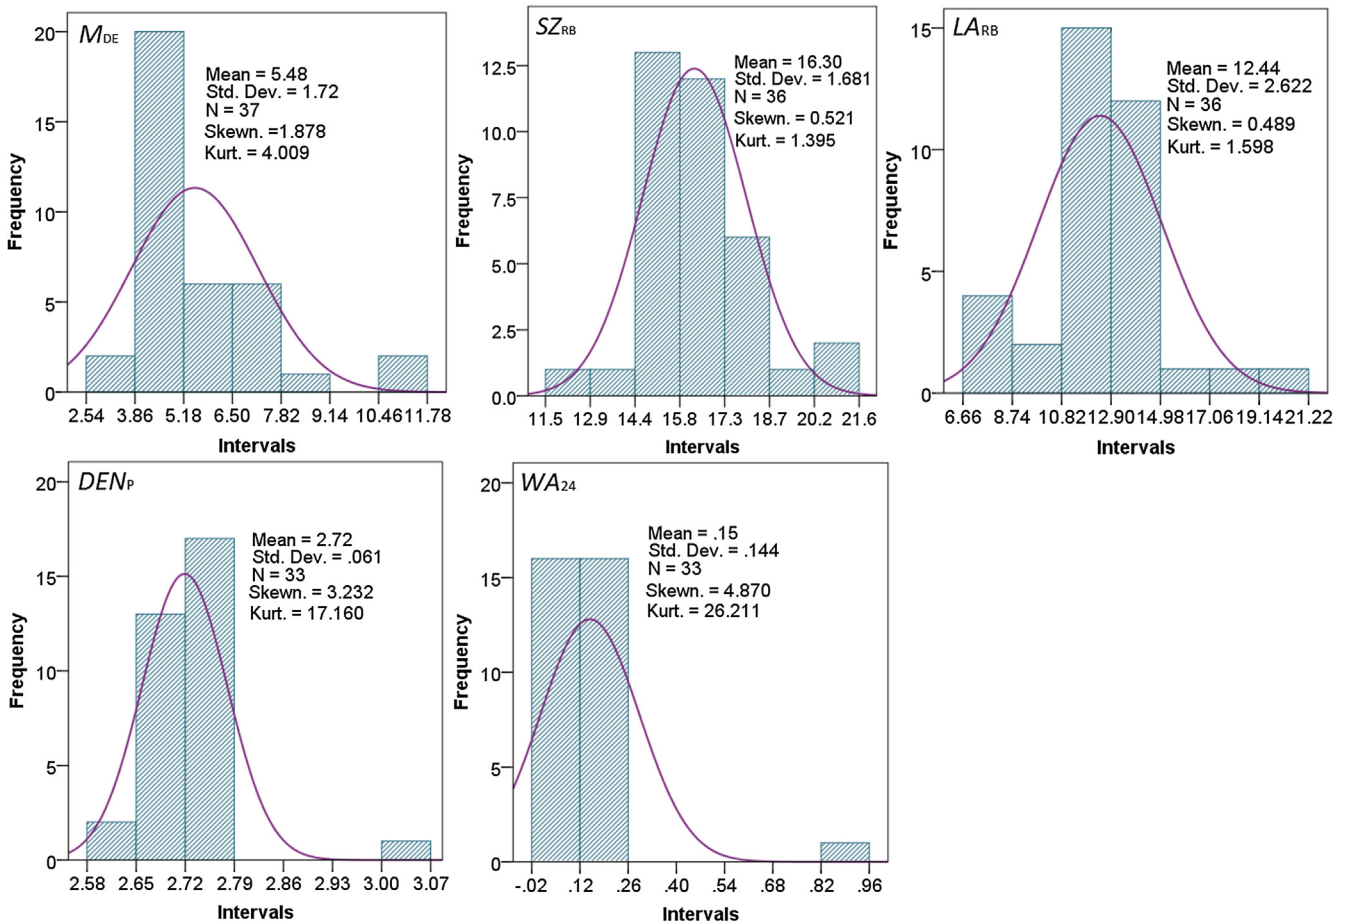 MDE
Mean = 5.48
Std. Dev. = 1.72
N = 37
Skewn. =1.878
Kurt. = 4.009
Frequency
20
15
10
5
0
2.54 3.86 5.18 6.50 7.82 9.14 10.46 11.78
Intervals
SZRB
Mean = 16.30
Std. Dev. = 1.681
N = 36
Skewn. = 0.521
Kurt. = 1.395
Frequency
12.5
10.0
7.5
5.0
2.5
0.0
11.5 12.9 14.4 15.8 17.3 18.7 20.2 21.6
Intervals
LARB
Mean = 12.44
Std. Dev. = 2.622
N = 36
Skewn. = 0.489
Kurt. = 1.598
Frequency
15
10
5
0
6.66 8.74 10.82 12.90 14.98 17.06 19.14 21.22
Intervals
DENP
Mean = 2.72
Std. Dev. = .061
N = 33
Skewn. = 3.232
Kurt. = 17.160
Frequency
20
15
10
5
0
2.58 2.65 2.72 2.79 2.86 2.93 3.00 3.07
Intervals
WA24
Mean = .15
Std. Dev. = .144
N = 33
Skewn. = 4.870
Kurt. = 26.211
Frequency
20
15
10
5
0
-.02 .12 .26 .40 .54 .68 .82 .96
Intervals